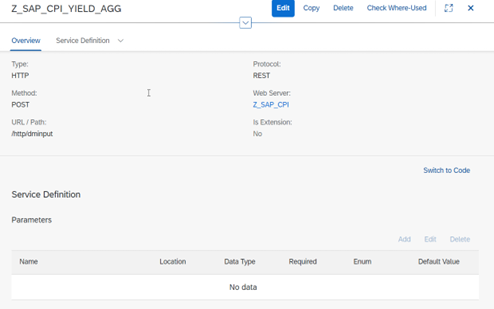 Z_SAP_CPI_YIELD_AGG
Edit Copy Delete Check Where-Used
Overview Service Definition
Type: Protocol:
HTTP REST
Method: Web Server:
POST Z_SAP_CPI
URL / Path: Is Extension:
/http/dminput No
Switch to Code
Service Definition
Parameters
Add Edit Delete
Name Location Data Type Required Enum Default Value
No data